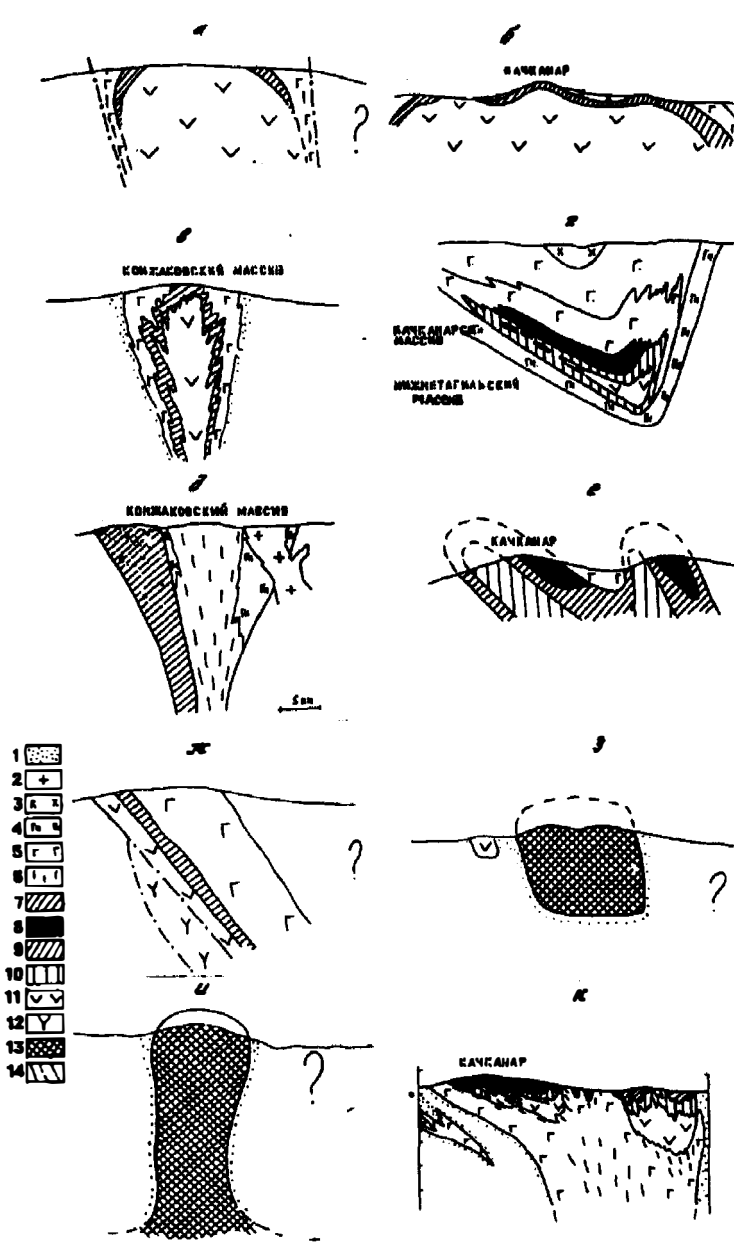 а
б
КАЧКАНАР
?
в
КОНЖАКОВСКИЙ МАССИВ
г
КАЧКАНАРСКИЙ
МАССИВ
НИЖНЕТАГИЛЬСКИЙ
МАССИВ
д
КОНЖАКОВСКИЙ МАССИВ
5 км
е
КАЧКАНАР
ж
?
з
?
1
2
3
4
5
6
7
8
9
10
11
12
13
14
и
?
к
КАЧКАНАР